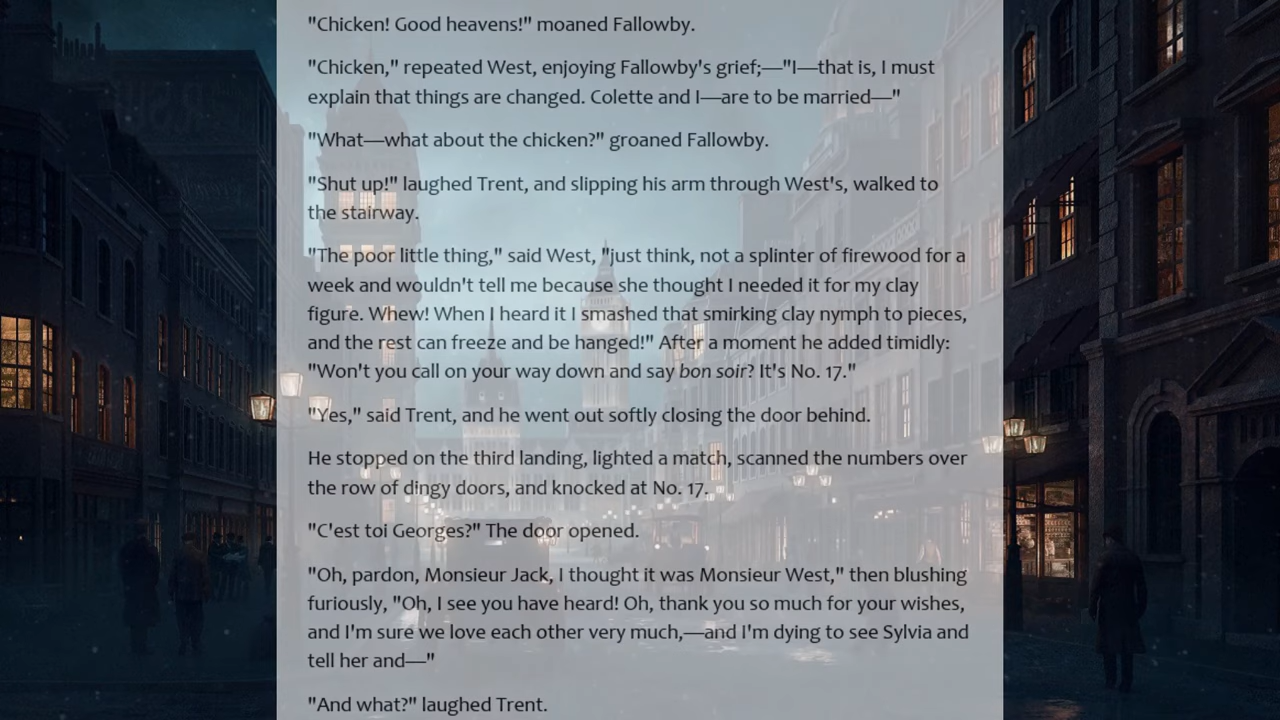 "Chicken! Good heavens!" moaned Fallowby.
"Chicken," repeated West, enjoying Fallowby's grief;—"I—that is, I must
explain that things are changed. Colette and I—are to be married—"
"What—what about the chicken?" groaned Fallowby.
"Shut up!" laughed Trent, and slipping his arm through West's, walked to
the stairway.
"The poor little thing," said West, "just think, not a splinter of firewood for a
week and wouldn't tell me because she thought I needed it for my clay
figure. Whew! When I heard it I smashed that smirking clay nymph to pieces,
and the rest can freeze and be hanged!" After a moment he added timidly:
"Won't you call on your way down and say bon soir? It's No. 17."
"Yes," said Trent, and he went out softly closing the door behind.
He stopped on the third landing, lighted a match, scanned the numbers over
the row of dingy doors, and knocked at No. 17.
"C'est toi Georges?" The door opened.
"Oh, pardon, Monsieur Jack, I thought it was Monsieur West," then blushing
furiously, "Oh, I see you have heard! Oh, thank you so much for your wishes,
and I'm sure we love each other very much,—and I'm dying to see Sylvia and
tell her and—"
"And what?" laughed Trent.